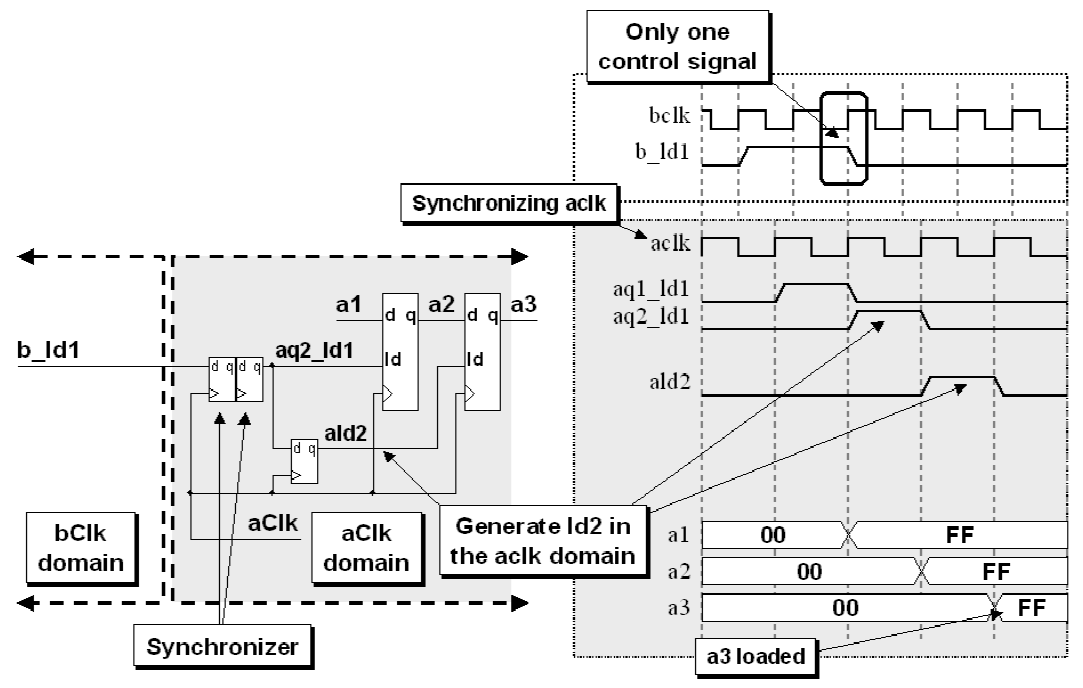 Only one
control signal
bclk
b_ld1
Synchronizing aclk
aclk
aq1_ld1
aq2_ld1
ald2
a1 d q a2 d q a3
b_ld1 d q d q aq2_ld1 ld ld
ald2
d q
aClk
bClk
domain
aClk
domain
Generate ld2 in
the aclk domain
Synchronizer
a1 00 FF
a2 00 FF
a3 00 FF
a3 loaded